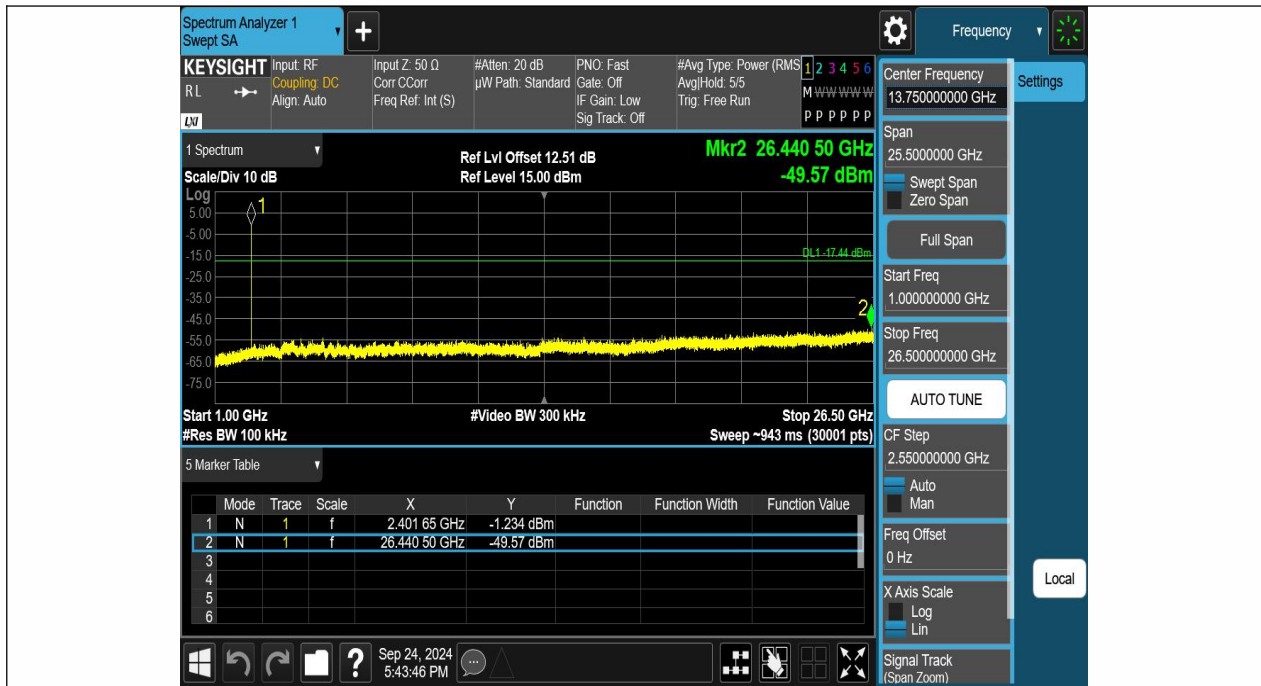 Spectrum Analyzer 1
Swept SA
+
Frequency
KEYSIGHT
RL
LXI
Input: RF
Coupling: DC
Align: Auto
Input Z: 50 Ω
Corr CCorr
Freq Ref: Int (S)
#Atten: 20 dB
µW Path: Standard
PNO: Fast
Gate: Off
IF Gain: Low
Sig Track: Off
#Avg Type: Power (RMS
Avg|Hold: 5/5
Trig: Free Run
1 2 3 4 5 6
M W W W W W
P P P P P P
1 Spectrum
Scale/Div 10 dB
Ref Lvl Offset 12.51 dB
Ref Level 15.00 dBm
Mkr2 26.440 50 GHz
-49.57 dBm
Log
5.00
-5.00
-15.0
-25.0
-35.0
-45.0
-55.0
-65.0
-75.0
1
DL1 -17.44 dBm
2
Start 1.00 GHz
#Video BW 300 kHz
Stop 26.50 GHz
#Res BW 100 kHz
Sweep ~943 ms (30001 pts)
5 Marker Table
Mode Trace Scale X Y Function Function Width Function Value
1 N 1 f 2.401 65 GHz -1.234 dBm
2 N 1 f 26.440 50 GHz -49.57 dBm
3
4
5
6
?
Sep 24, 2024
5:43:46 PM
Center Frequency
13.750000000 GHz
Settings
Span
25.5000000 GHz
Swept Span
Zero Span
Full Span
Start Freq
1.000000000 GHz
Stop Freq
26.500000000 GHz
AUTO TUNE
CF Step
2.550000000 GHz
Auto
Man
Freq Offset
0 Hz
X Axis Scale
Log
Lin
Local
Signal Track
(Span Zoom)